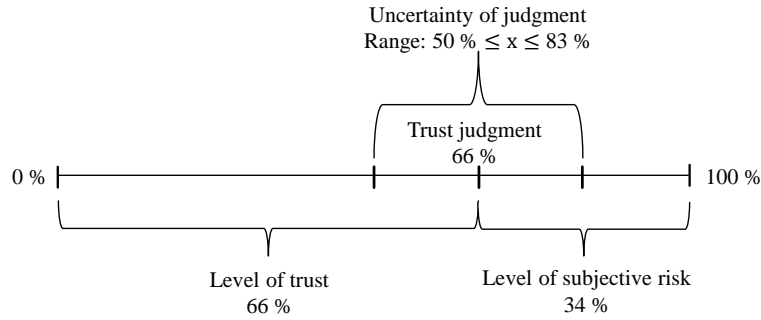 Uncertainty of judgment
Range: 50 % ≤ x ≤ 83 %
Trust judgment
66 %
0 %
100 %
Level of trust
66 %
Level of subjective risk
34 %